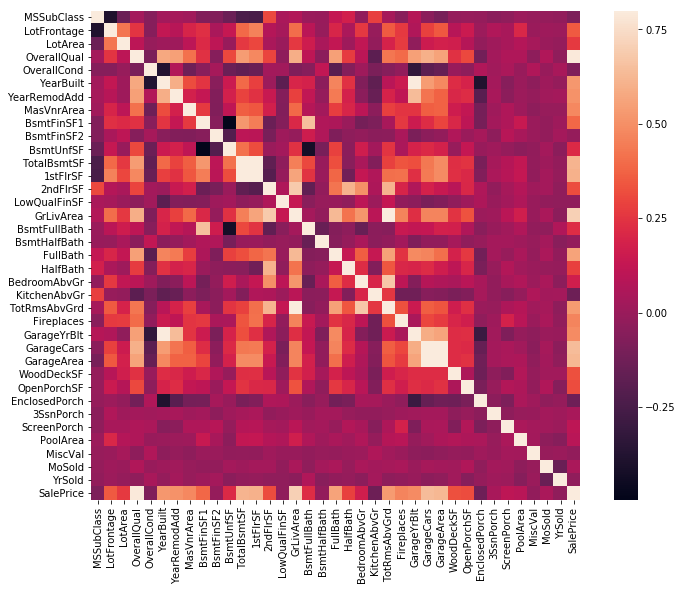 MSSubClass
LotFrontage
LotArea
OverallQual
OverallCond
YearBuilt
YearRemodAdd
MasVnrArea
BsmtFinSF1
BsmtFinSF2
BsmtUnfSF
TotalBsmtSF
1stFlrSF
2ndFlrSF
LowQualFinSF
GrLivArea
BsmtFullBath
BsmtHalfBath
FullBath
HalfBath
BedroomAbvGr
KitchenAbvGr
TotRmsAbvGrd
Fireplaces
GarageYrBlt
GarageCars
GarageArea
WoodDeckSF
OpenPorchSF
EnclosedPorch
3SsnPorch
ScreenPorch
PoolArea
MiscVal
MoSold
YrSold
SalePrice
MSSubClass
LotFrontage
LotArea
OverallQual
OverallCond
YearBuilt
YearRemodAdd
MasVnrArea
BsmtFinSF1
BsmtFinSF2
BsmtUnfSF
TotalBsmtSF
1stFlrSF
2ndFlrSF
LowQualFinSF
GrLivArea
BsmtFullBath
BsmtHalfBath
FullBath
HalfBath
BedroomAbvGr
KitchenAbvGr
TotRmsAbvGrd
Fireplaces
GarageYrBlt
GarageCars
GarageArea
WoodDeckSF
OpenPorchSF
EnclosedPorch
3SsnPorch
ScreenPorch
PoolArea
MiscVal
MoSold
YrSold
SalePrice
0.75
0.50
0.25
0.00
−0.25